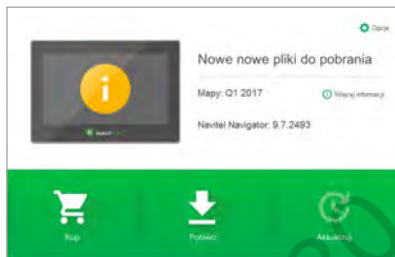 Opcje
Nowe nowe pliki do pobrania
Mapy: Q1 2017
Więcej informacji
Navitel Navigator: 9.7.2493
Kup
Pobierz
Aktualizuj